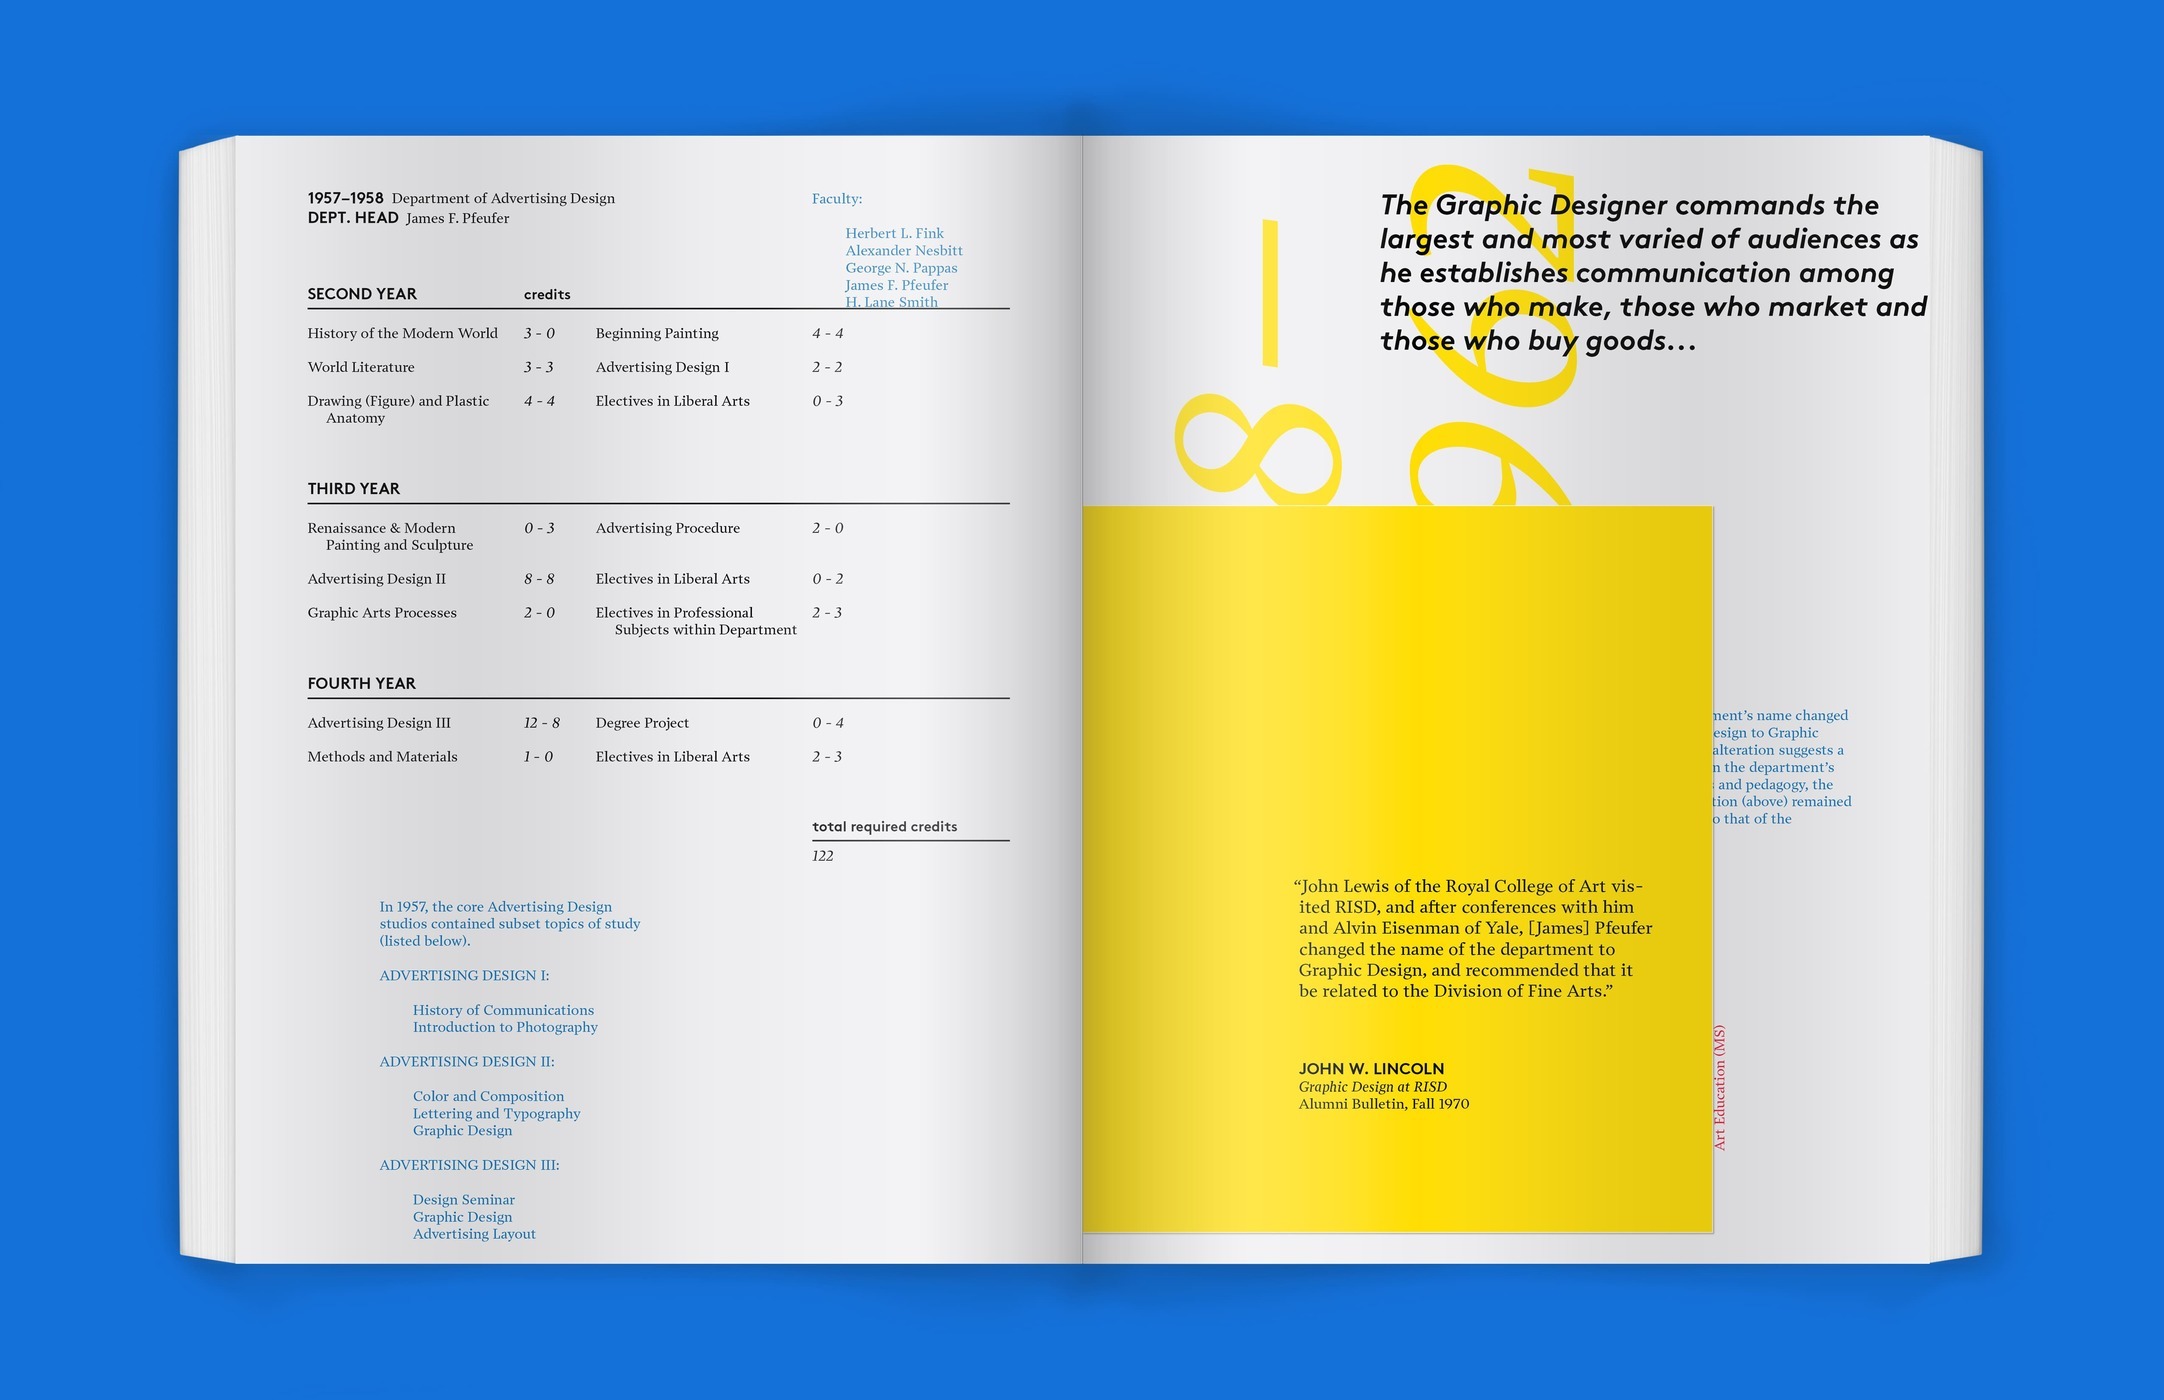 1957–1958 Department of Advertising Design
DEPT. HEAD James F. Pfeufer
Faculty:
Herbert L. Fink
Alexander Nesbitt
George N. Pappas
James F. Pfeufer
H. Lane Smith
SECOND YEAR credits
History of the Modern World 3 - 0 Beginning Painting 4 - 4
World Literature 3 - 3 Advertising Design I 2 - 2
Drawing (Figure) and Plastic 4 - 4 Electives in Liberal Arts 0 - 3
Anatomy
THIRD YEAR
Renaissance & Modern 0 - 3 Advertising Procedure 2 - 0
Painting and Sculpture
Advertising Design II 8 - 8 Electives in Liberal Arts 0 - 2
Graphic Arts Processes 2 - 0 Electives in Professional 2 - 3
Subjects within Department
FOURTH YEAR
Advertising Design III 12 - 8 Degree Project 0 - 4
Methods and Materials 1 - 0 Electives in Liberal Arts 2 - 3
total required credits
122
In 1957, the core Advertising Design
studios contained subset topics of study
(listed below).
ADVERTISING DESIGN I:
History of Communications
Introduction to Photography
ADVERTISING DESIGN II:
Color and Composition
Lettering and Typography
Graphic Design
ADVERTISING DESIGN III:
Design Seminar
Graphic Design
Advertising Layout
8–
962
The Graphic Designer commands the
largest and most varied of audiences as
he establishes communication among
those who make, those who market and
those who buy goods...
name changed
to Graphic
alteration suggests a
the department's
and pedagogy, the
(above) remained
that of the
“John Lewis of the Royal College of Art vis-
ited RISD, and after conferences with him
and Alvin Eisenman of Yale, [James] Pfeufer
changed the name of the department to
Graphic Design, and recommended that it
be related to the Division of Fine Arts.”
JOHN W. LINCOLN
Graphic Design at RISD
Alumni Bulletin, Fall 1970
Art Education (MS)